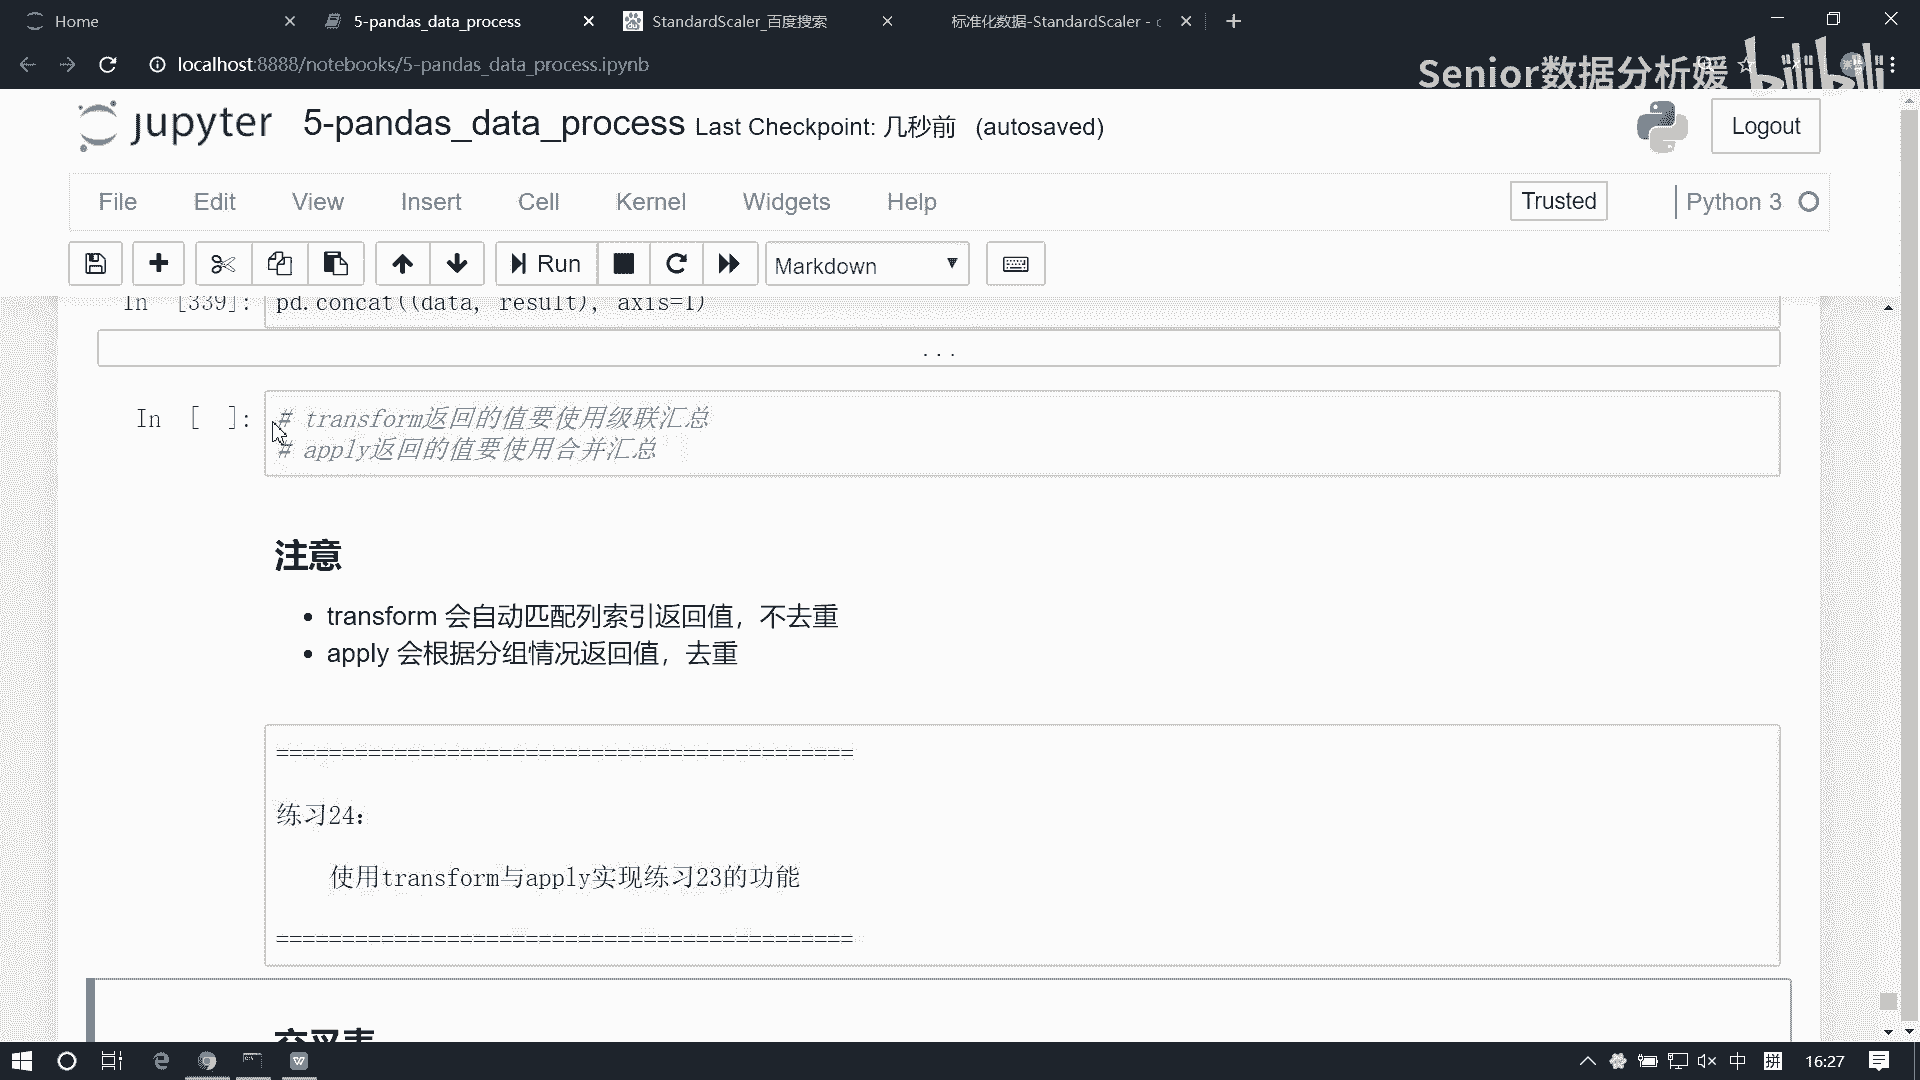 Home
5-pandas_data_process
StandardScaler_百度搜索
标准化数据-StandardScaler - c
localhost:8888/notebooks/5-pandas_data_process.ipynb
Senior数据分析媛 bilibili
jupyter 5-pandas_data_process Last Checkpoint: 几秒前 (autosaved)
Logout
File Edit View Insert Cell Kernel Widgets Help
Trusted Python 3
Run Markdown
In [339]: pd.concat((data, result), axis=1)
...
In [ ]: # transform返回的值要使用级联汇总
# apply返回的值要使用合并汇总
注意
• transform 会自动匹配列索引返回值，不去重
• apply 会根据分组情况返回值，去重
============================================
练习24：
使用transform与apply实现练习23的功能
============================================
交叉表
中 拼 16:27